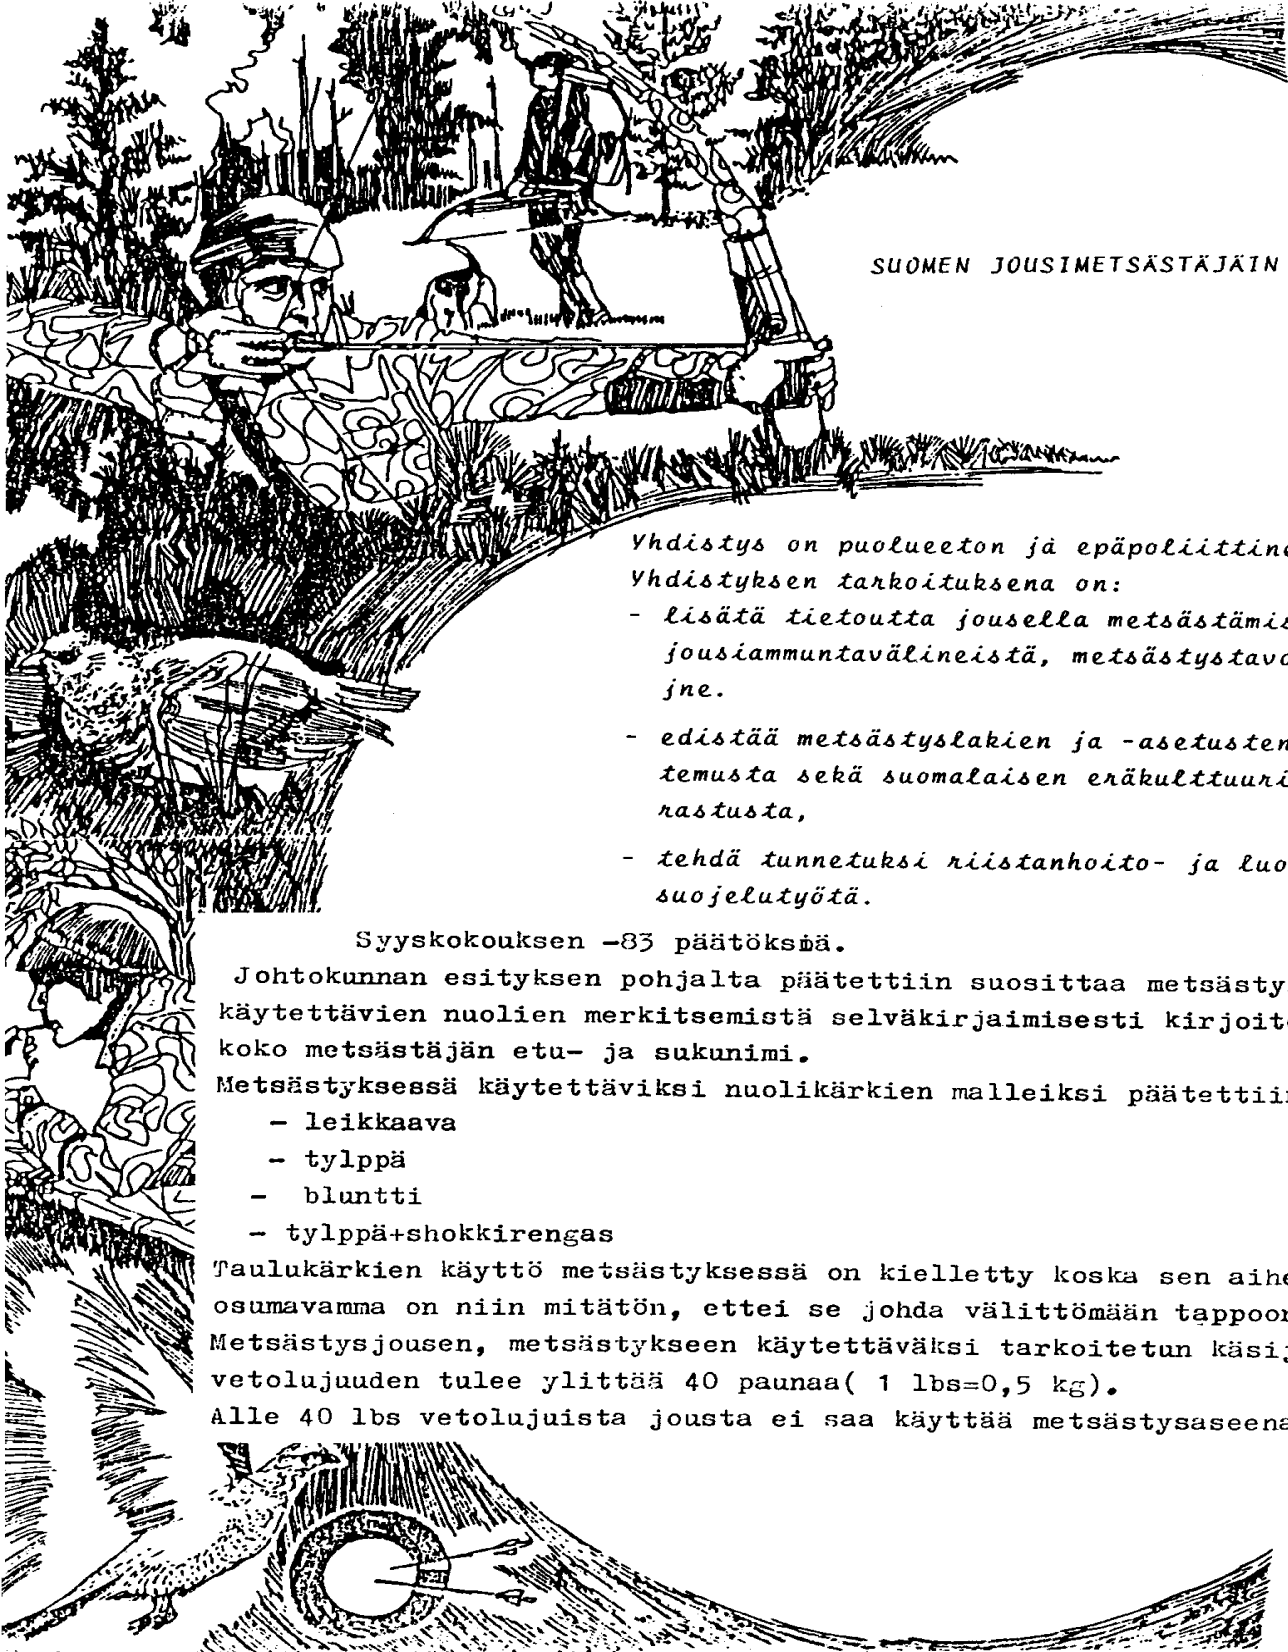 SUOMEN JOUSIMETSÄSTÄJÄIN
Yhdistys on puolueeton ja epäpoliittine
Yhdistyksen tarkoituksena on:
- lisätä tietoutta jousella metsästämis
jousiammuntavälineistä, metsästystavo
jne.
- edistää metsästyslakien ja -asetusten
temusta sekä suomalaisen eräkulttuuri
rastusta,
- tehdä tunnetuksi riistanhoito- ja luo
suojelutyötä.
Syyskokouksen -83 päätöksiä.
Johtokunnan esityksen pohjalta päätettiin suosittaa metsästy
käytettävien nuolien merkitsemistä selväkirjaimisesti kirjoite
koko metsästäjän etu- ja sukunimi.
Metsästyksessä käytettäviksi nuolikärkien malleiksi päätettiin
- leikkaava
- tylppä
- bluntti
- tylppä+shokkirengas
Taulukärkien käyttö metsästyksessä on kielletty koska sen aihe
osumavamma on niin mitätön, ettei se johda välittömään tappoon
Metsästysjousen, metsästykseen käytettäväksi tarkoitetun käsij
vetolujuuden tulee ylittää 40 paunaa( 1 lbs=0,5 kg).
Alle 40 lbs vetolujuista jousta ei saa käyttää metsästysaseena